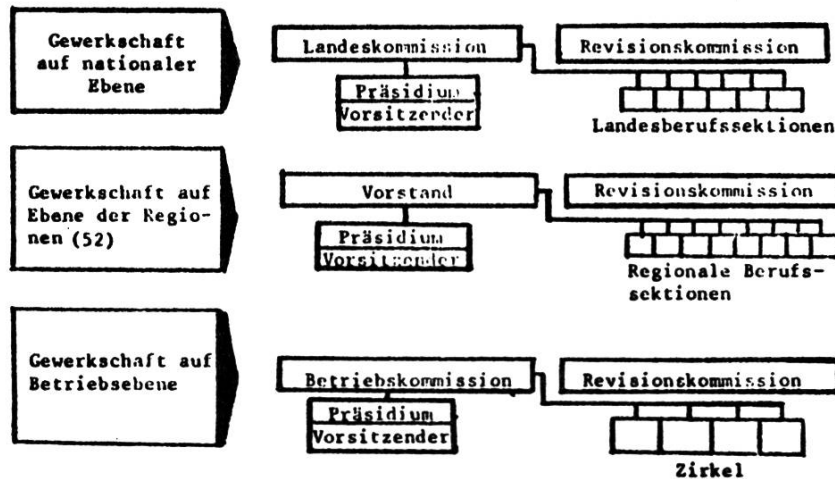 Gewerkschaft
auf nationaler
Ebene
Landeskommission
Präsidium
Vorsitzender
Revisionskommission
Landesberufssektionen
Gewerkschaft auf
Ebene der Regio-
nen (52)
Vorstand
Präsidium
Vorsitzender
Revisionskommission
Regionale Berufs-
sektionen
Gewerkschaft auf
Betriebsebene
Betriebskommission
Präsidium
Vorsitzender
Revisionskommission
Zirkel